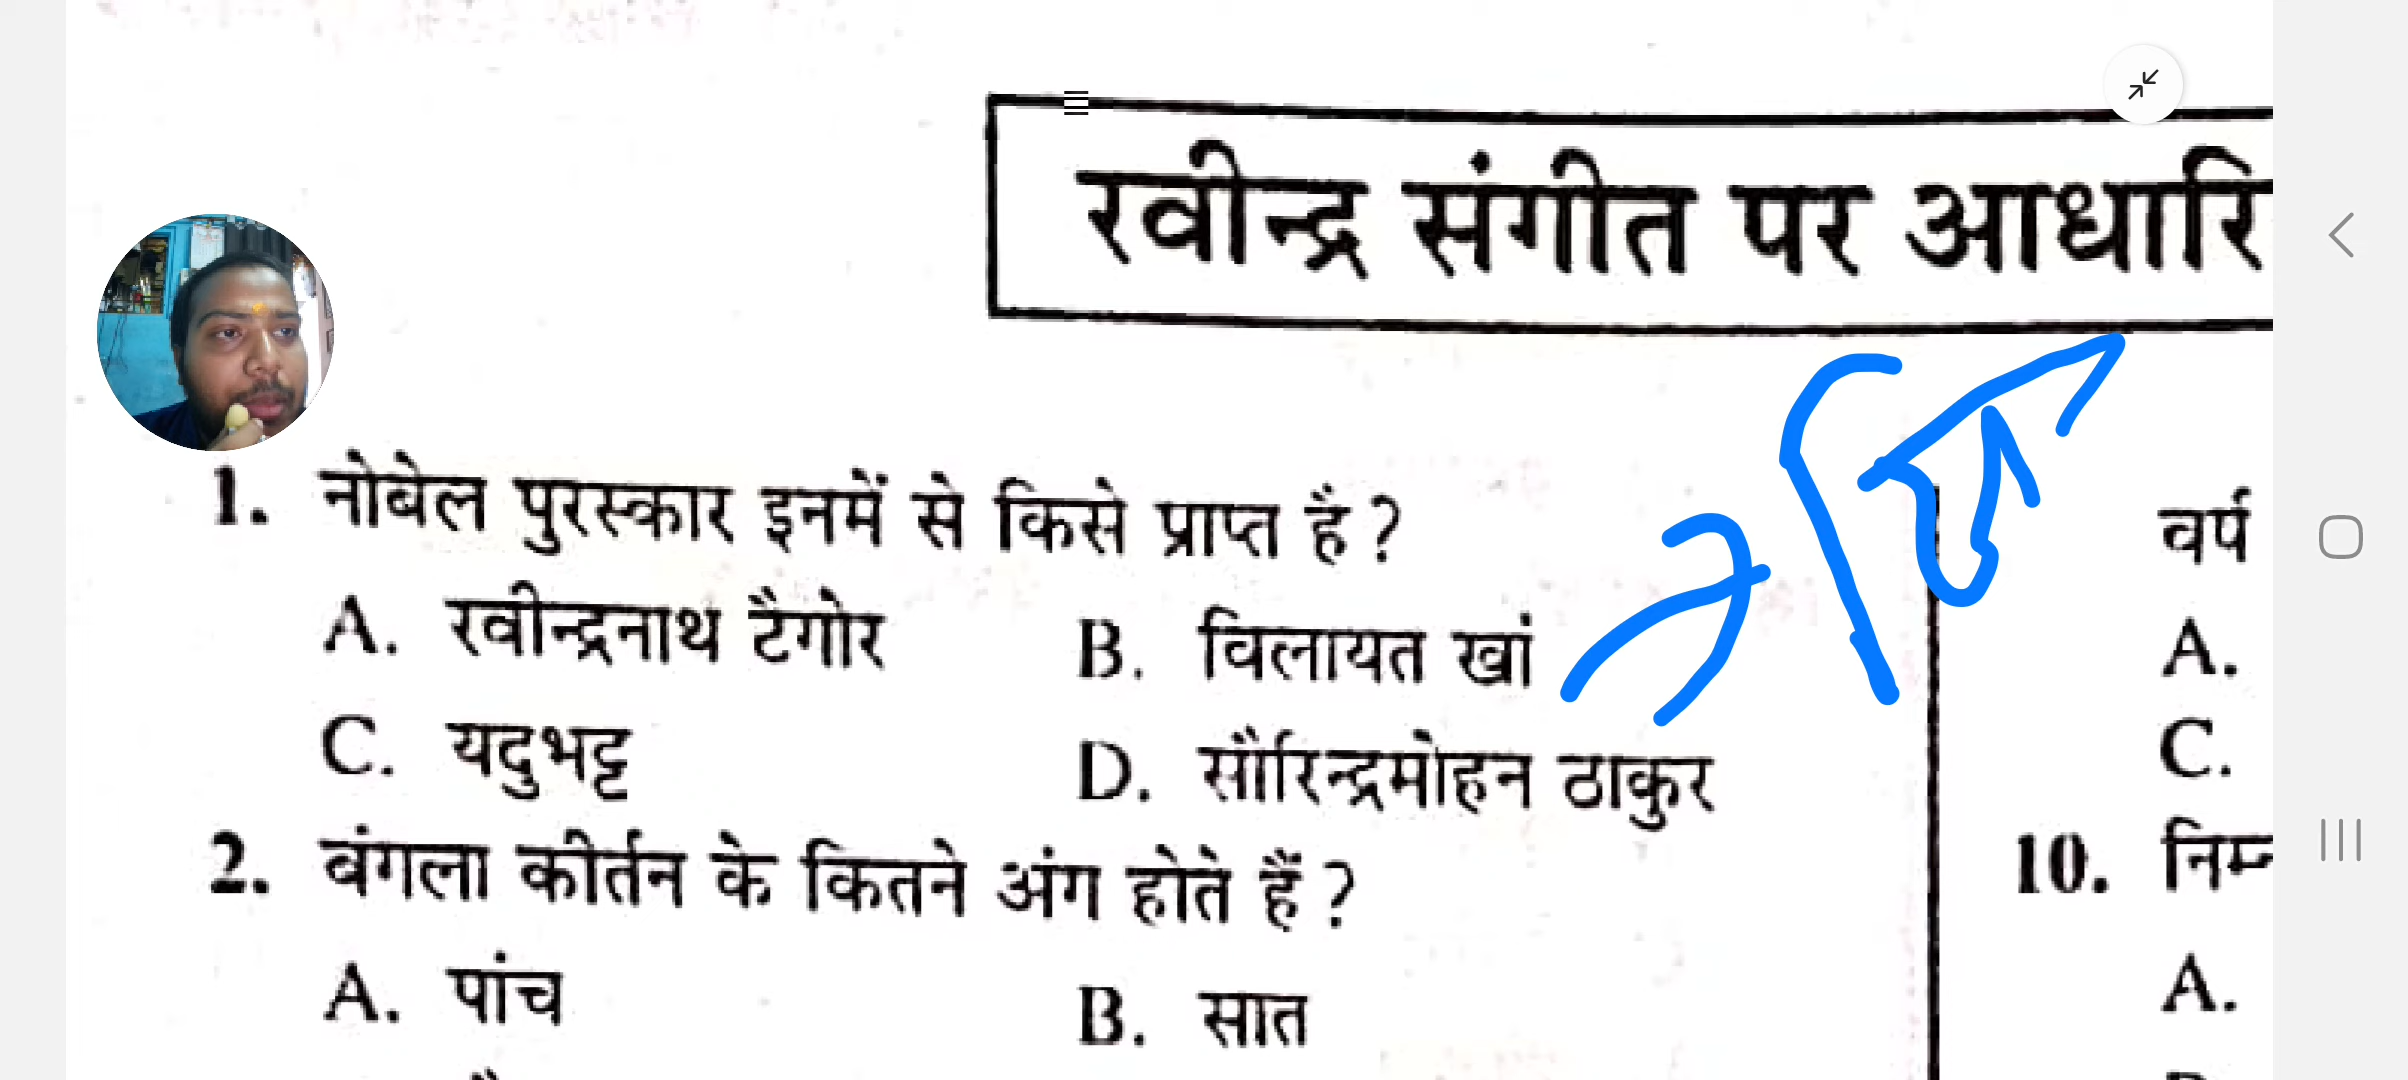 रवीन्द्र संगीत पर आधारि
1. नोबेल पुरस्कार इनमें से किसे प्राप्त है ?
A. रवीन्द्रनाथ टैगोर B. विलायत खां
C. यदुभट्ट D. सौरिन्द्रमोहन ठाकुर
2. बंगला कीर्तन के कितने अंग होते हैं ?
A. पांच B. सात
वर्ष
A.
C.
10. निम्न
A.